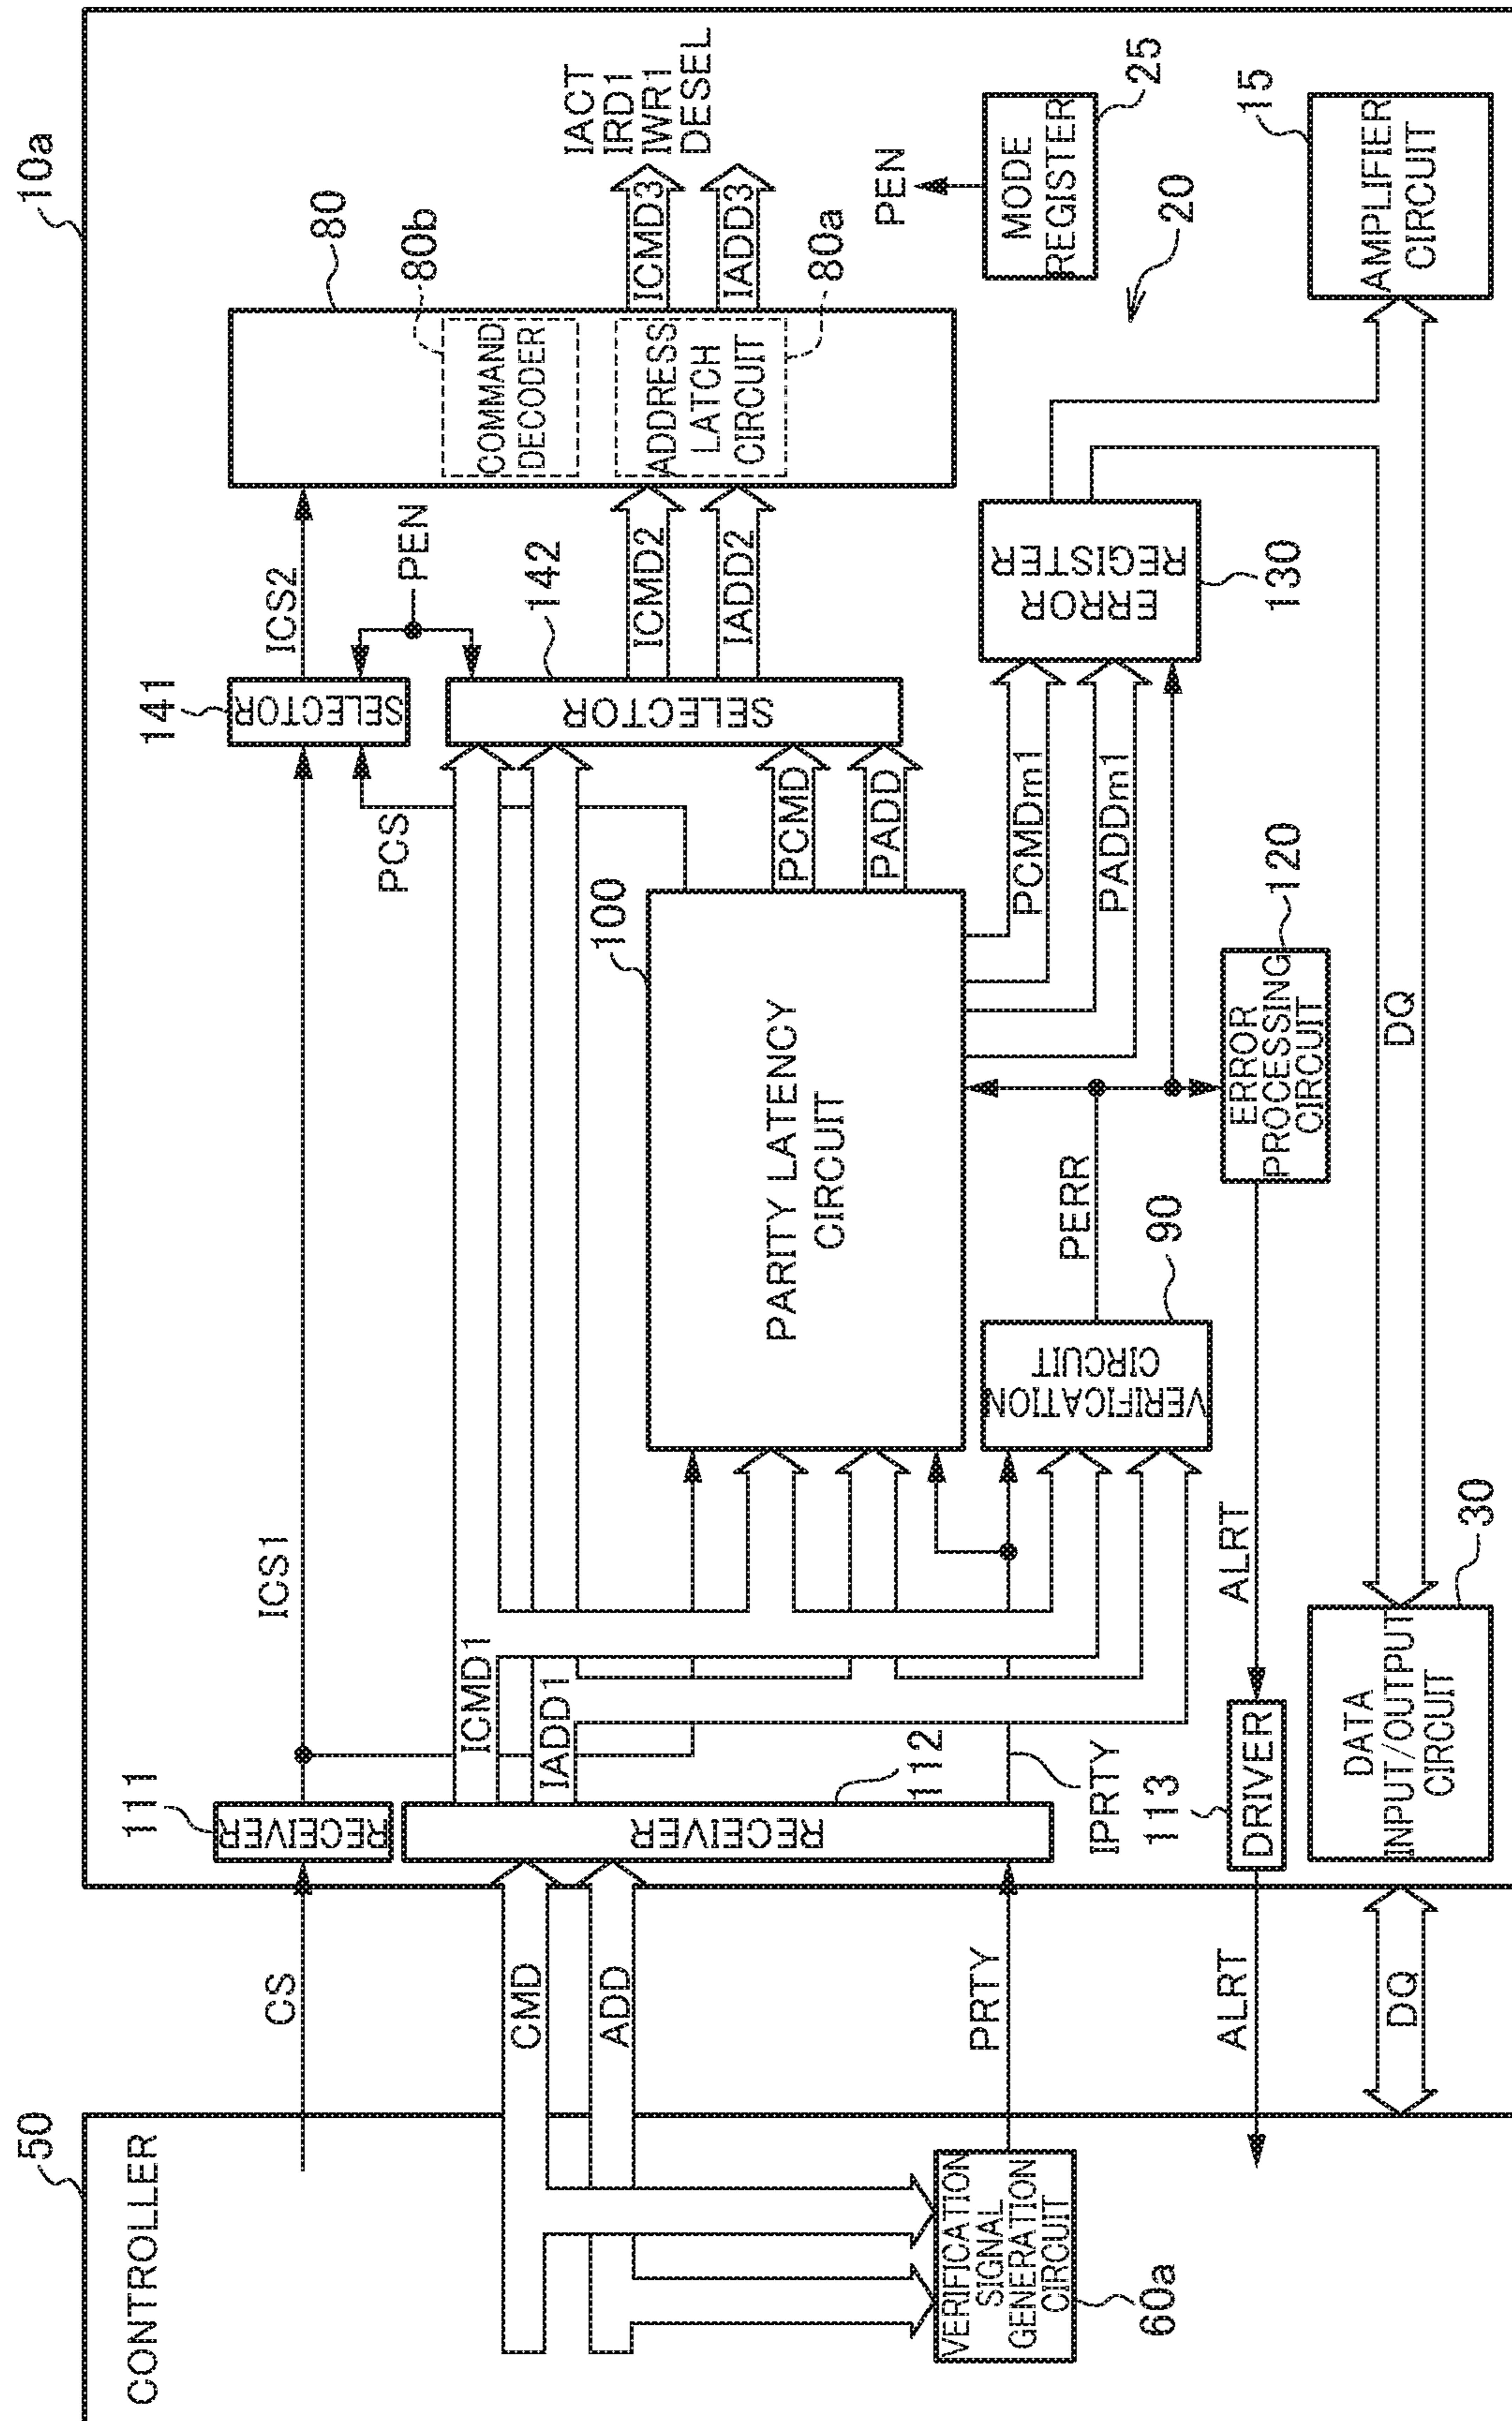 50
CONTROLLER
VERIFICATION
SIGNAL
GENERATION
CIRCUIT
60a
CS
CMD
ADD
PRTY
ALRT
DQ
10a
111
RECEIVER
RECEIVER
112
IPRTY
113
DRIVER
DATA
INPUT/OUTPUT
CIRCUIT
30
ICS1
ICMD1
IADD1
ALRT
VERIFICATION
CIRCUIT
90
PERR
PARITY LATENCY
CIRCUIT
100
ERROR
PROCESSING
CIRCUIT
120
DQ
PCS
PCMD
PADD
PCMDm1
PADDm1
141
SELECTOR
SELECTOR
142
ICS2
PEN
ICMD2
IADD2
ERROR
REGISTER
130
80
80b
COMMAND
DECODER
ADDRESS
LATCH
CIRCUIT
80a
ICMD3
IADD3
IACT
IRD1
IWR1
DESEL
PEN
MODE
REGISTER
25
20
15
AMPLIFIER
CIRCUIT